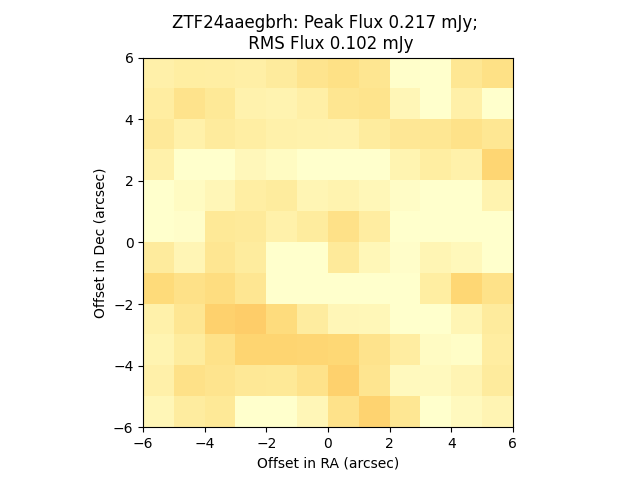 ZTF24aaegbrh: Peak Flux 0.217 mJy;
RMS Flux 0.102 mJy
6
4
2
0
−2
−4
−6
Offset in Dec (arcsec)
−6 −4 −2 0 2 4 6
Offset in RA (arcsec)